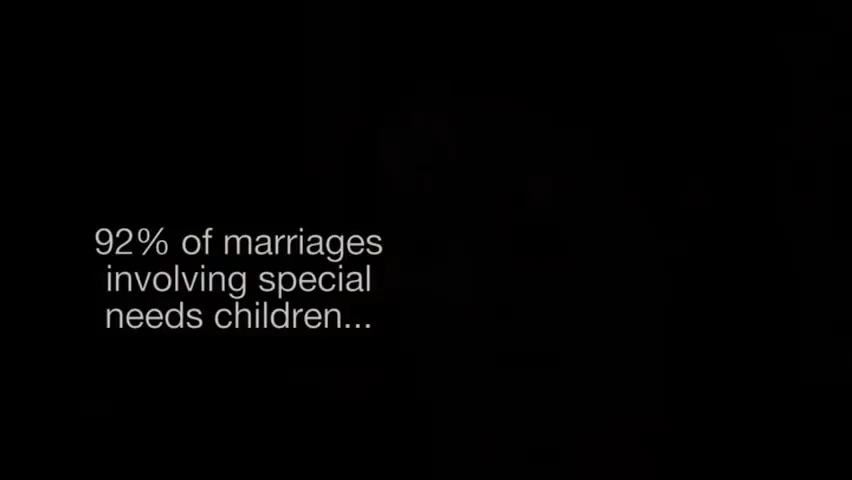 92% of marriages
involving special
needs children...